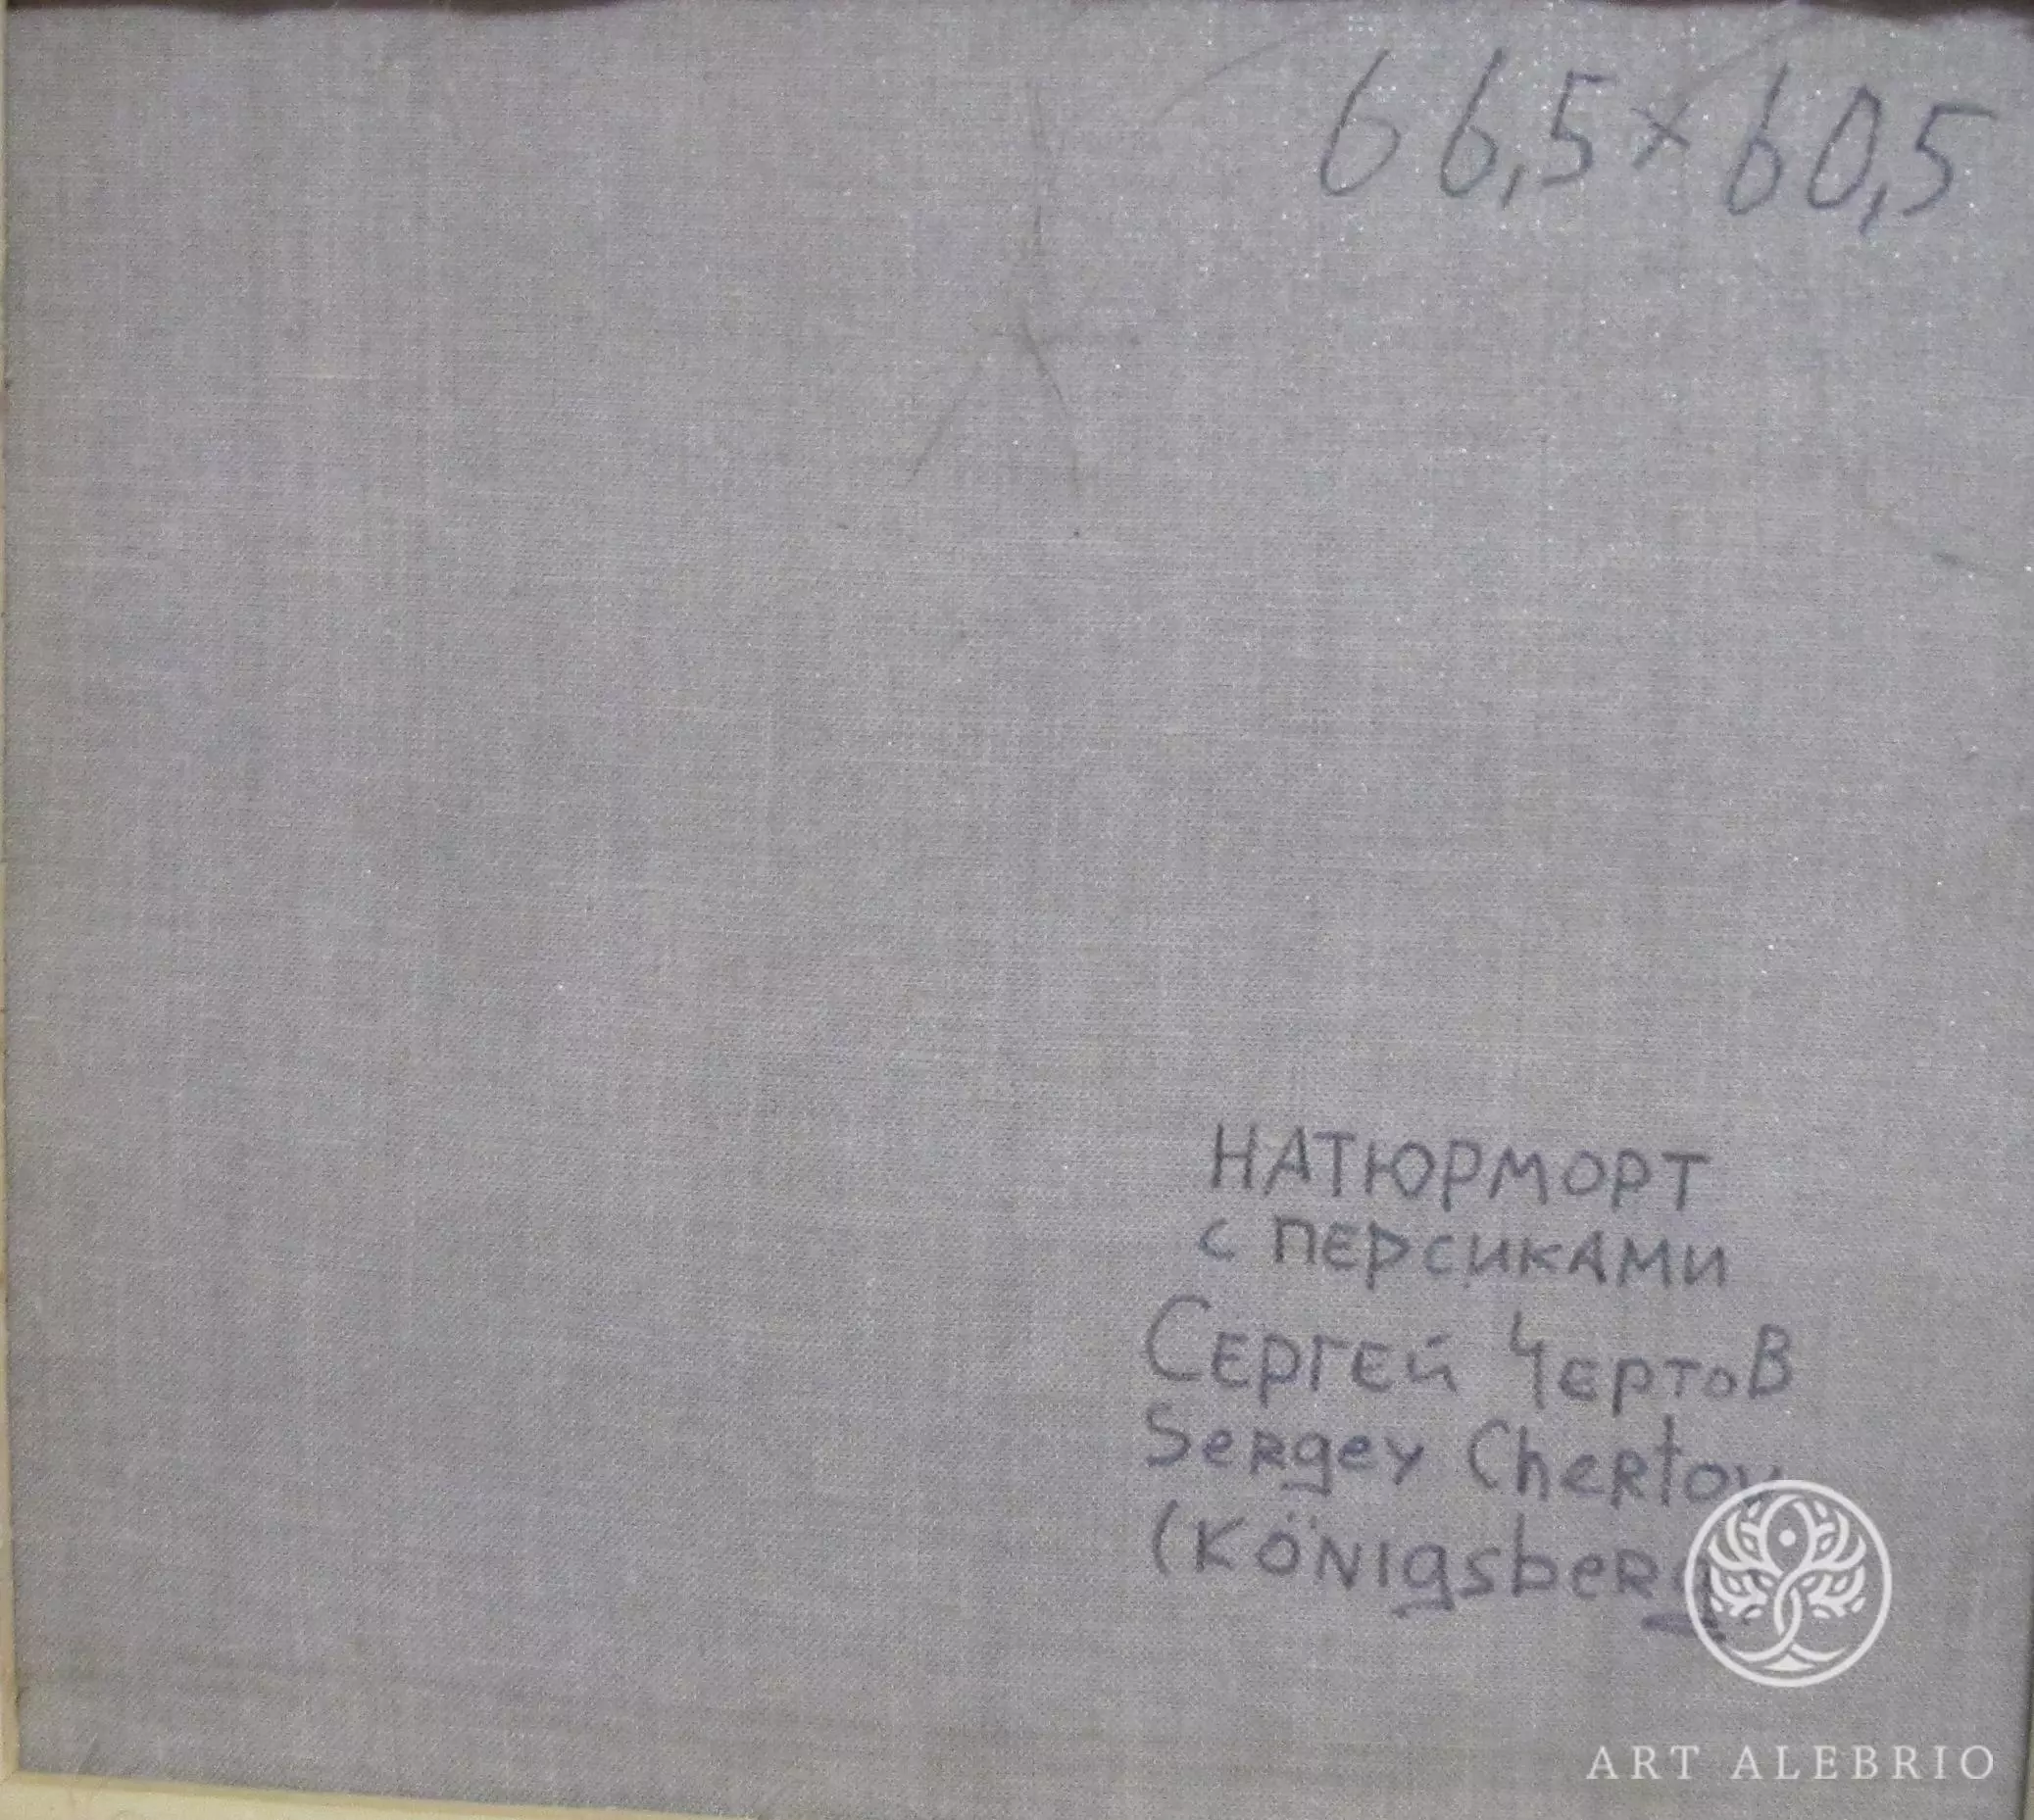 66,5×60,5
НАТЮРМОРТ
с ПЕРСИКАМИ
СЕРГЕЙ ЧЕРТОВ
Sergey Chertov
(Königsberg
ART ALEBRIO